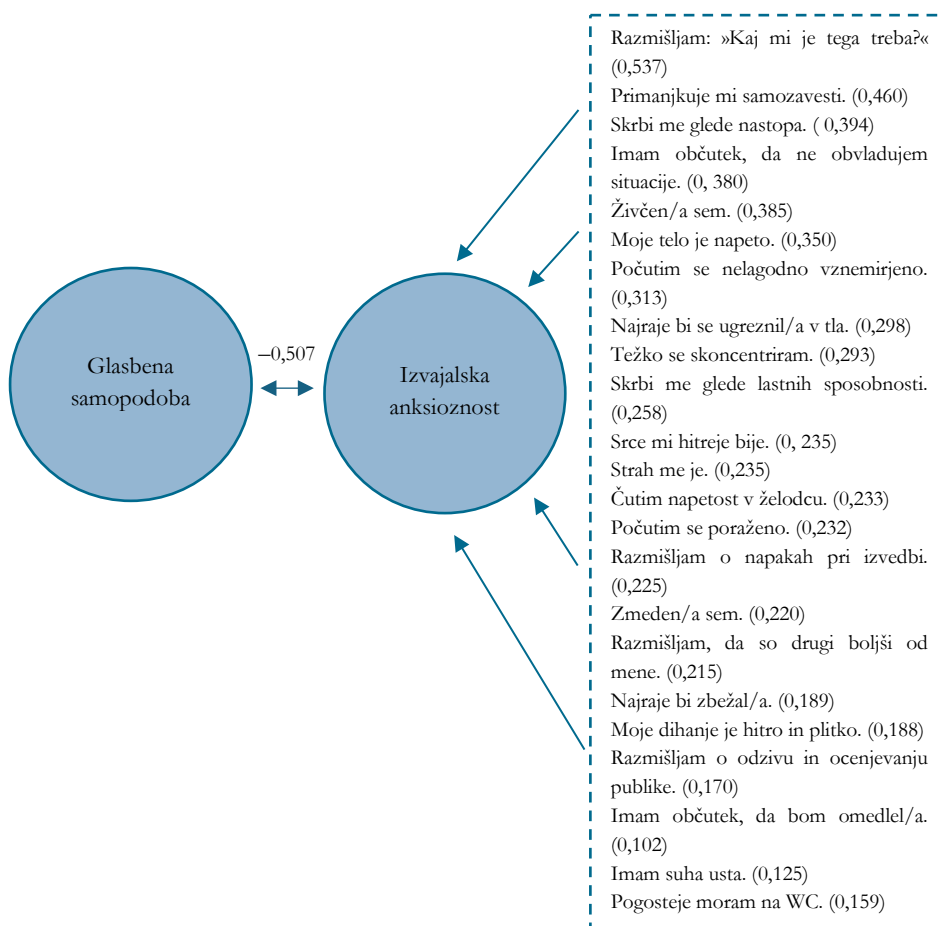 Glasbena
samopodoba
–0,507
Izvajalska
anksioznost
Razmišljam: »Kaj mi je tega treba?«
(0,537)
Primanjkuje mi samozavesti. (0,460)
Skrbi me glede nastopa. ( 0,394)
Imam občutek, da ne obvladujem
situacije. (0, 380)
Živčen/a sem. (0,385)
Moje telo je napeto. (0,350)
Počutim se nelagodno vznemirjeno.
(0,313)
Najraje bi se ugreznil/a v tla. (0,298)
Težko se skoncentriram. (0,293)
Skrbi me glede lastnih sposobnosti.
(0,258)
Srce mi hitreje bije. (0, 235)
Strah me je. (0,235)
Čutim napetost v želodcu. (0,233)
Počutim se poraženo. (0,232)
Razmišljam o napakah pri izvedbi.
(0,225)
Zmeden/a sem. (0,220)
Razmišljam, da so drugi boljši od
mene. (0,215)
Najraje bi zbežal/a. (0,189)
Moje dihanje je hitro in plitko. (0,188)
Razmišljam o odzivu in ocenjevanju
publike. (0,170)
Imam občutek, da bom omedlel/a.
(0,102)
Imam suha usta. (0,125)
Pogosteje moram na WC. (0,159)